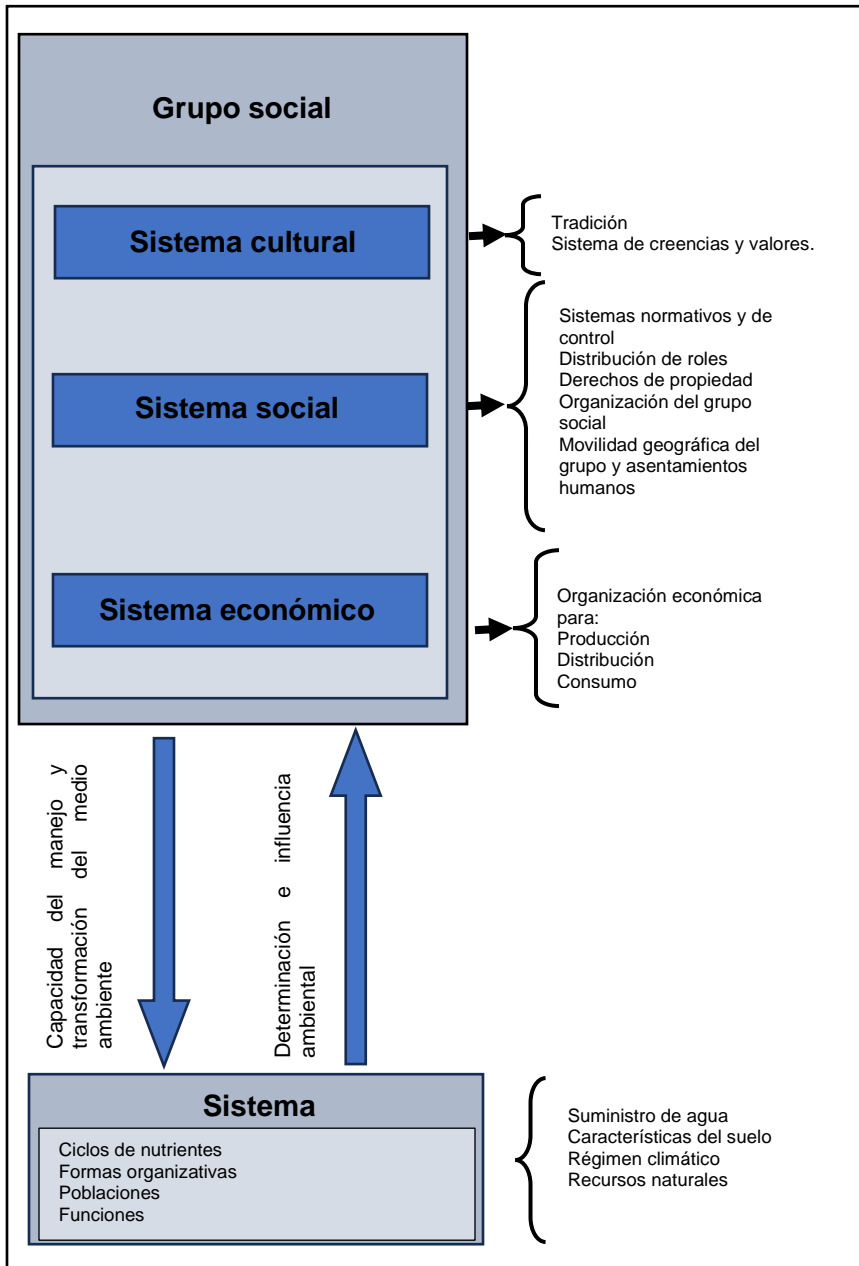 Grupo social
Sistema cultural
Tradición
Sistema de creencias y valores.
Sistema social
Sistemas normativos y de
control
Distribución de roles
Derechos de propiedad
Organización del grupo
social
Movilidad geográfica del
grupo y asentamientos
humanos
Sistema económico
Organización económica
para:
Producción
Distribución
Consumo
Capacidad del manejo y
transformación del medio
ambiente
Determinación e influencia
ambiental
Sistema
Ciclos de nutrientes
Formas organizativas
Poblaciones
Funciones
Suministro de agua
Características del suelo
Régimen climático
Recursos naturales